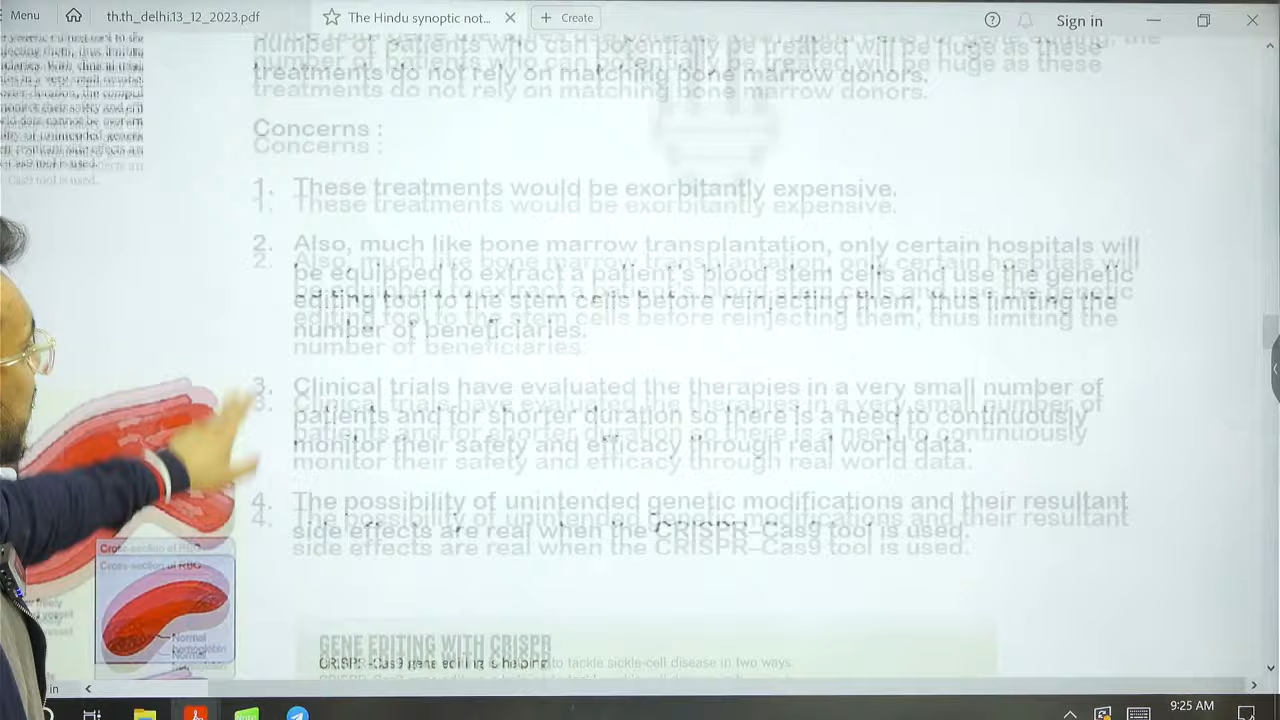 Menu
th.th_delhi.13_12_2023.pdf
The Hindu synoptic not...
Create
Sign in
number of patients who can potentially be treated will be huge as these
treatments do not rely on matching bone marrow donors.
Concerns :
1. These treatments would be exorbitantly expensive.
2. Also, much like bone marrow transplantation, only certain hospitals will
be equipped to extract a patient's blood stem cells and use the genetic
editing tool to the stem cells before reinjecting them, thus limiting the
number of beneficiaries.
3. Clinical trials have evaluated the therapies in a very small number of
patients and for shorter duration so there is a need to continuously
monitor their safety and efficacy through real world data.
4. The possibility of unintended genetic modifications and their resultant
side effects are real when the CRISPR-Cas9 tool is used.
Cas9 tool is used.
Cross-section of RBC
Normal
hemoglobin
GENE EDITING WITH CRISPR
CRISPR-Cas9 gene editing is helping to tackle sickle-cell disease in two ways.
in
9:25 AM